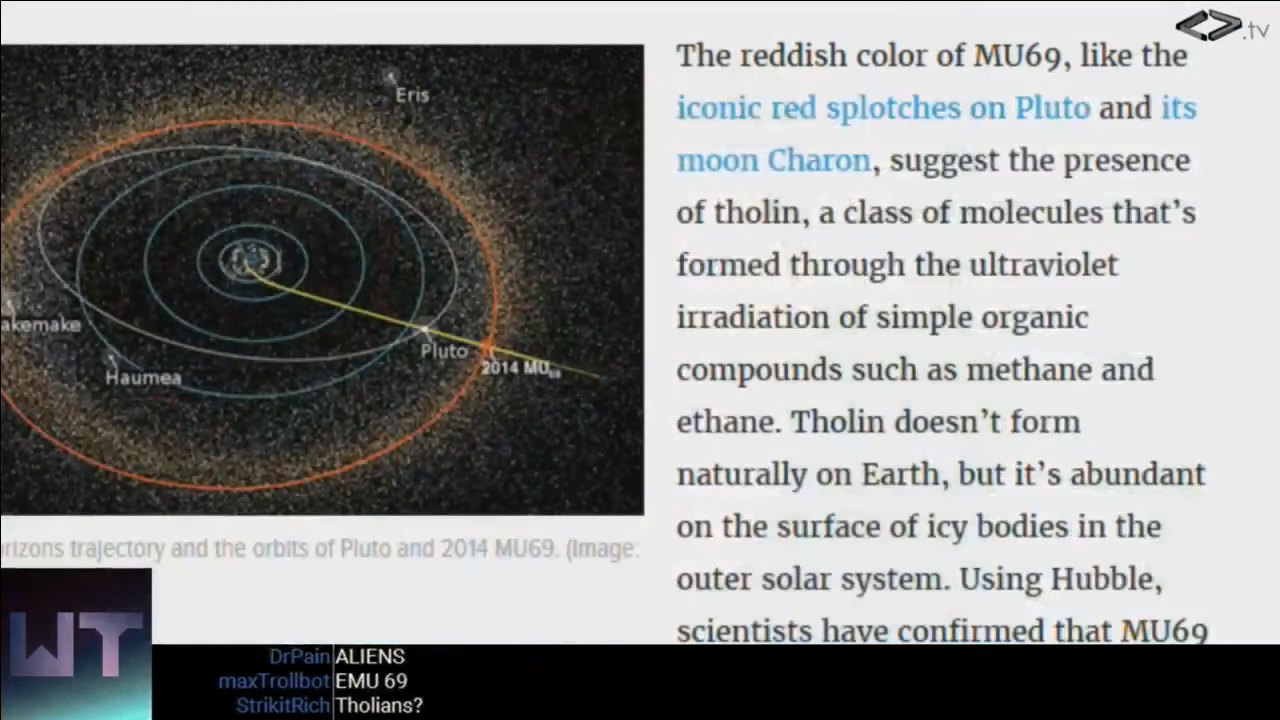 .tv
Eris
akemake
Haumea
Pluto
2014 MU69
orizons trajectory and the orbits of Pluto and 2014 MU69. (Image:
The reddish color of MU69, like the
iconic red splotches on Pluto and its
moon Charon, suggest the presence
of tholin, a class of molecules that’s
formed through the ultraviolet
irradiation of simple organic
compounds such as methane and
ethane. Tholin doesn’t form
naturally on Earth, but it’s abundant
on the surface of icy bodies in the
outer solar system. Using Hubble,
scientists have confirmed that MU69
WT
DrPain ALIENS
maxTrollbot EMU 69
StrikitRich Tholians?